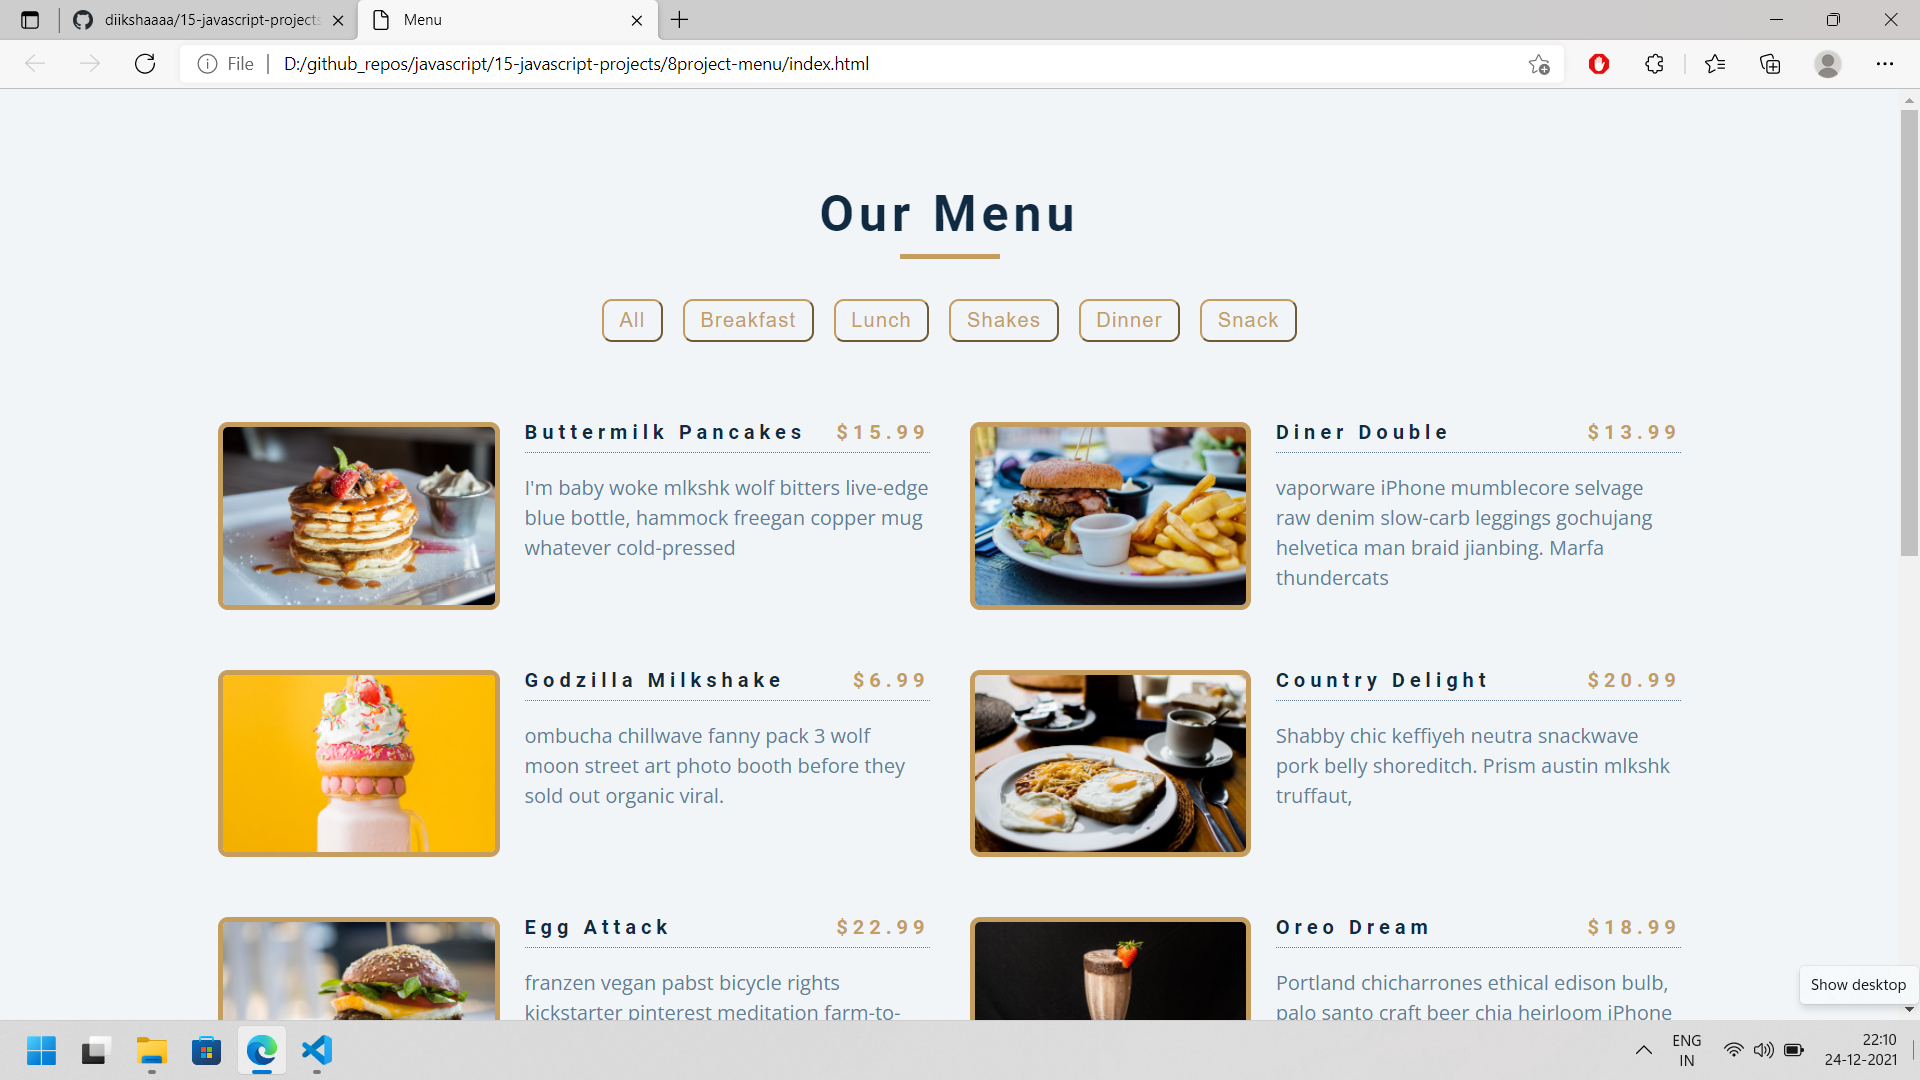 diikshaaaa/15-javascript-projects
Menu
File
D:/github_repos/javascript/15-javascript-projects/8project-menu/index.html
Our Menu
All Breakfast Lunch Shakes Dinner Snack
Buttermilk Pancakes $15.99
I'm baby woke mlkshk wolf bitters live-edge
blue bottle, hammock freegan copper mug
whatever cold-pressed
Diner Double $13.99
vaporware iPhone mumblecore selvage
raw denim slow-carb leggings gochujang
helvetica man braid jianbing. Marfa
thundercats
Godzilla Milkshake $6.99
ombucha chillwave fanny pack 3 wolf
moon street art photo booth before they
sold out organic viral.
Country Delight $20.99
Shabby chic keffiyeh neutra snackwave
pork belly shoreditch. Prism austin mlkshk
truffaut,
Egg Attack $22.99
franzen vegan pabst bicycle rights
kickstarter pinterest meditation farm-to-
Oreo Dream $18.99
Portland chicharrones ethical edison bulb,
palo santo craft beer chia heirloom iPhone
Show desktop
ENG
IN
22:10
24-12-2021